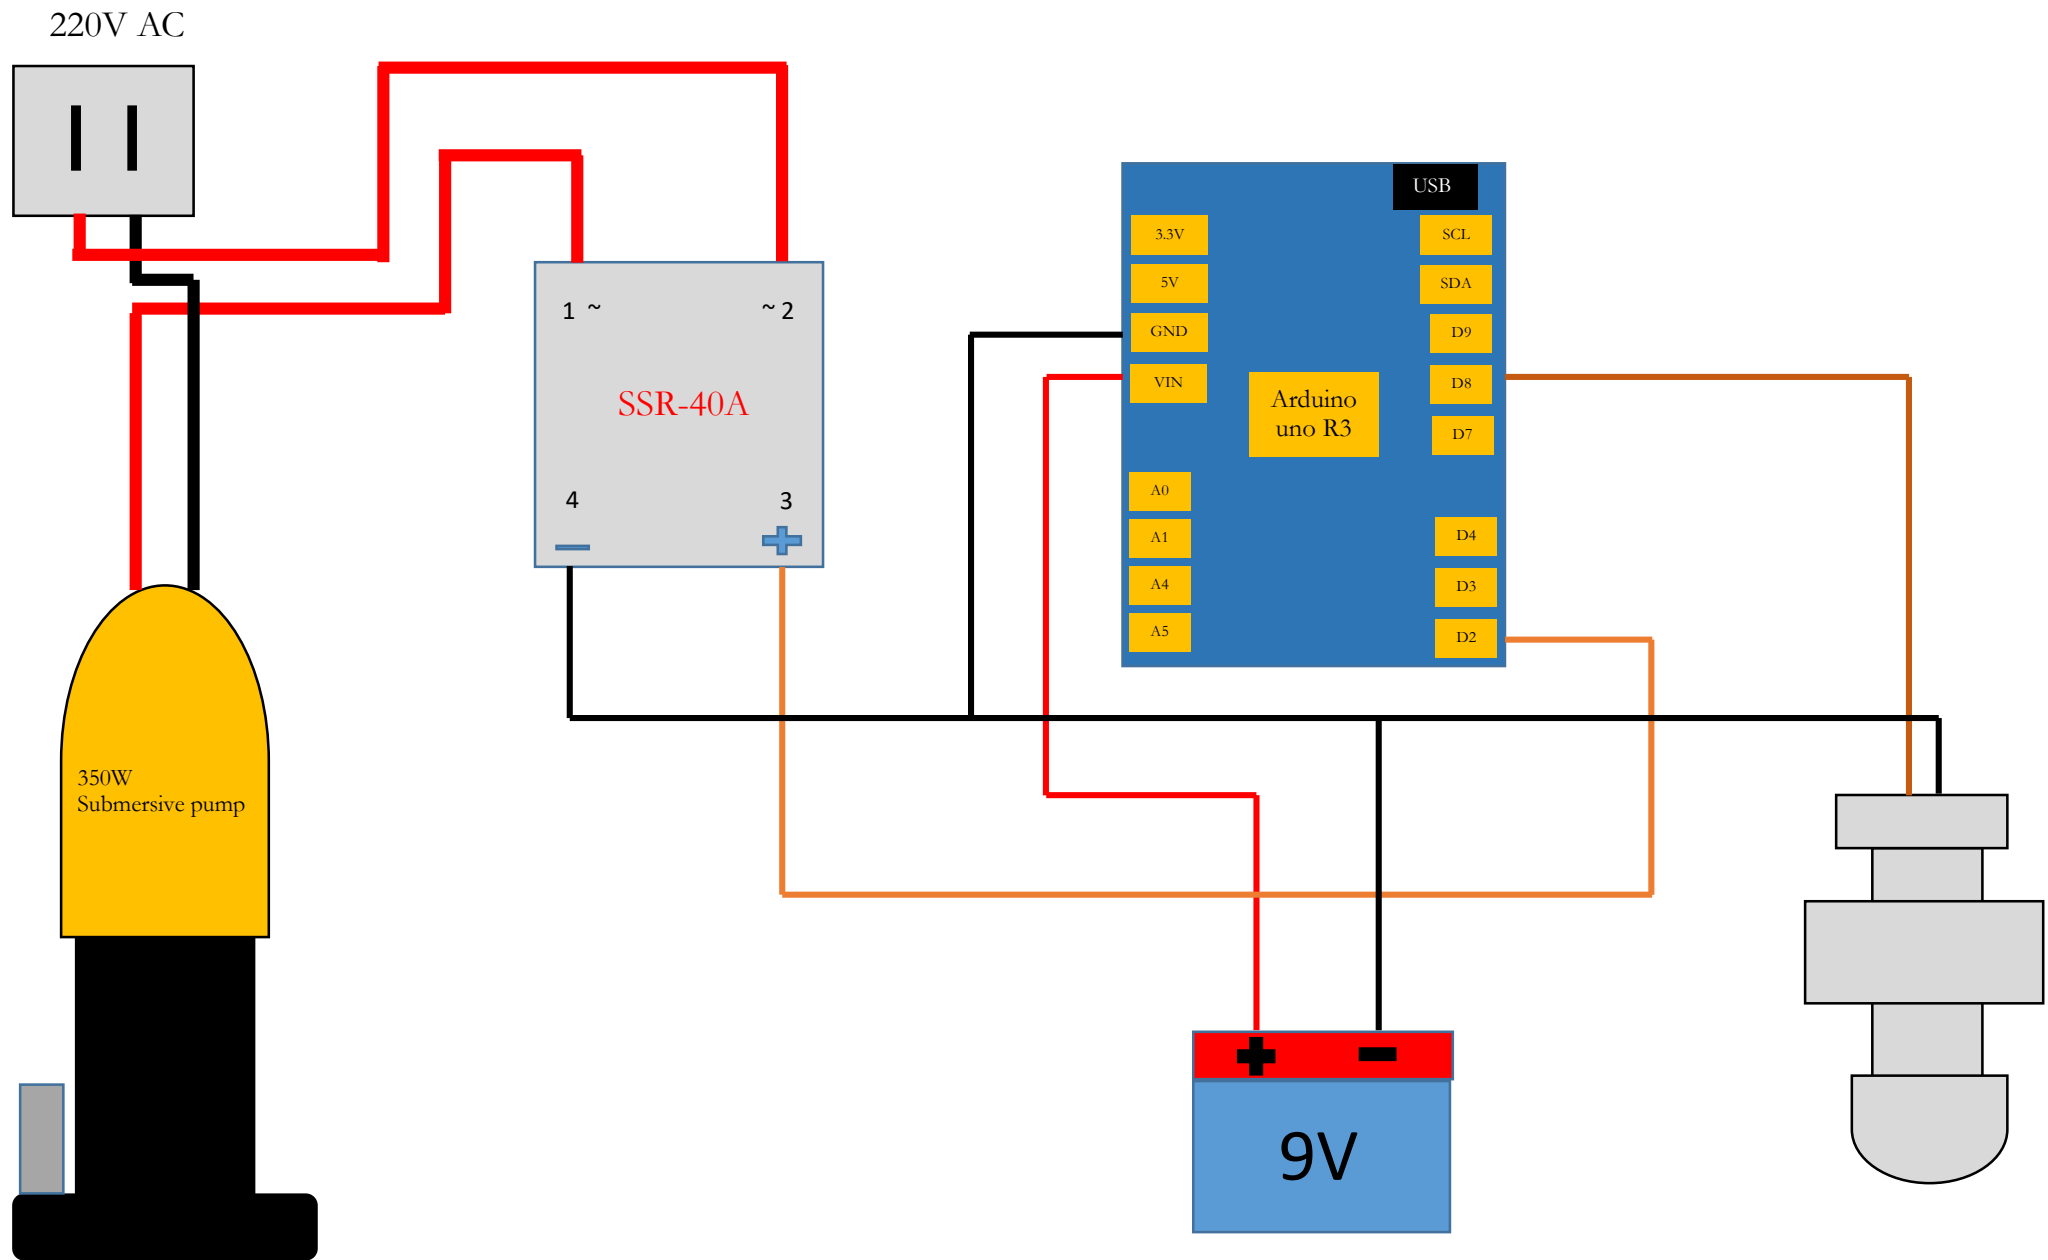 220V AC
1 ~
~ 2
SSR-40A
4
3
350W
Submersive pump
USB
3.3V
5V
GND
VIN
A0
A1
A4
A5
Arduino
uno R3
SCL
SDA
D9
D8
D7
D4
D3
D2
9V